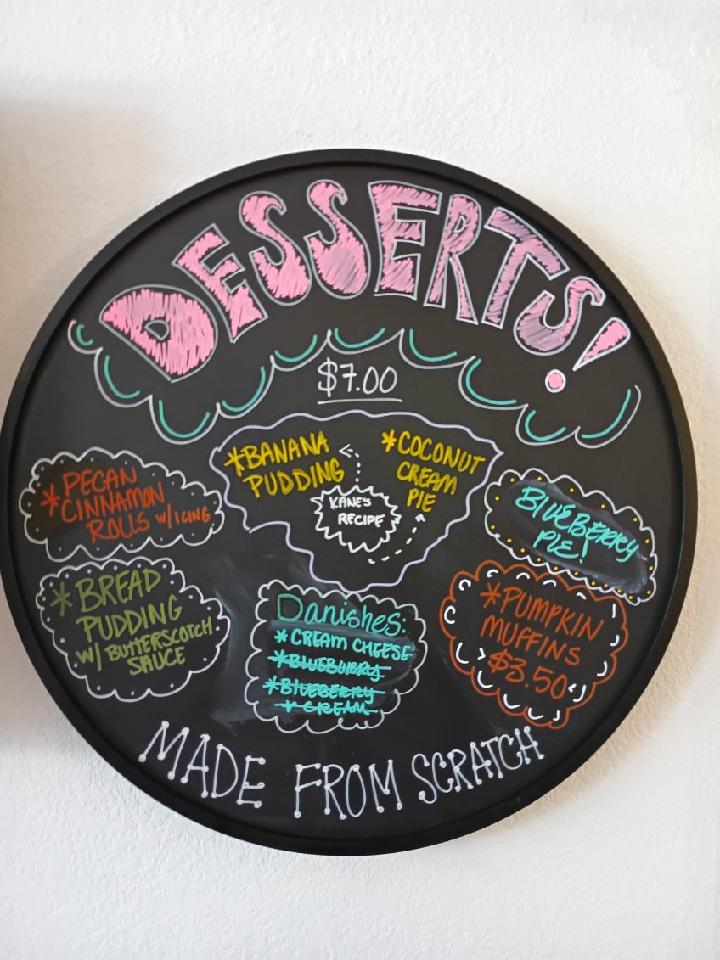 DESSERTS!
$7.00
*BANANA
PUDDING
*COCONUT
CREAM
PIE
KANE'S
RECIPE
*PECAN
CINNAMON
ROLLS W/ICING
BLUEBERRY
PIE!
*BREAD
PUDDING
W/ BUTTERSCOTCH
SAUCE
Danishes:
*CREAM CHEESE
*BLUEBURRY
*BLUEBERRY
CREAM
*PUMPKIN
MUFFINS
$3.50
MADE FROM SCRATCH